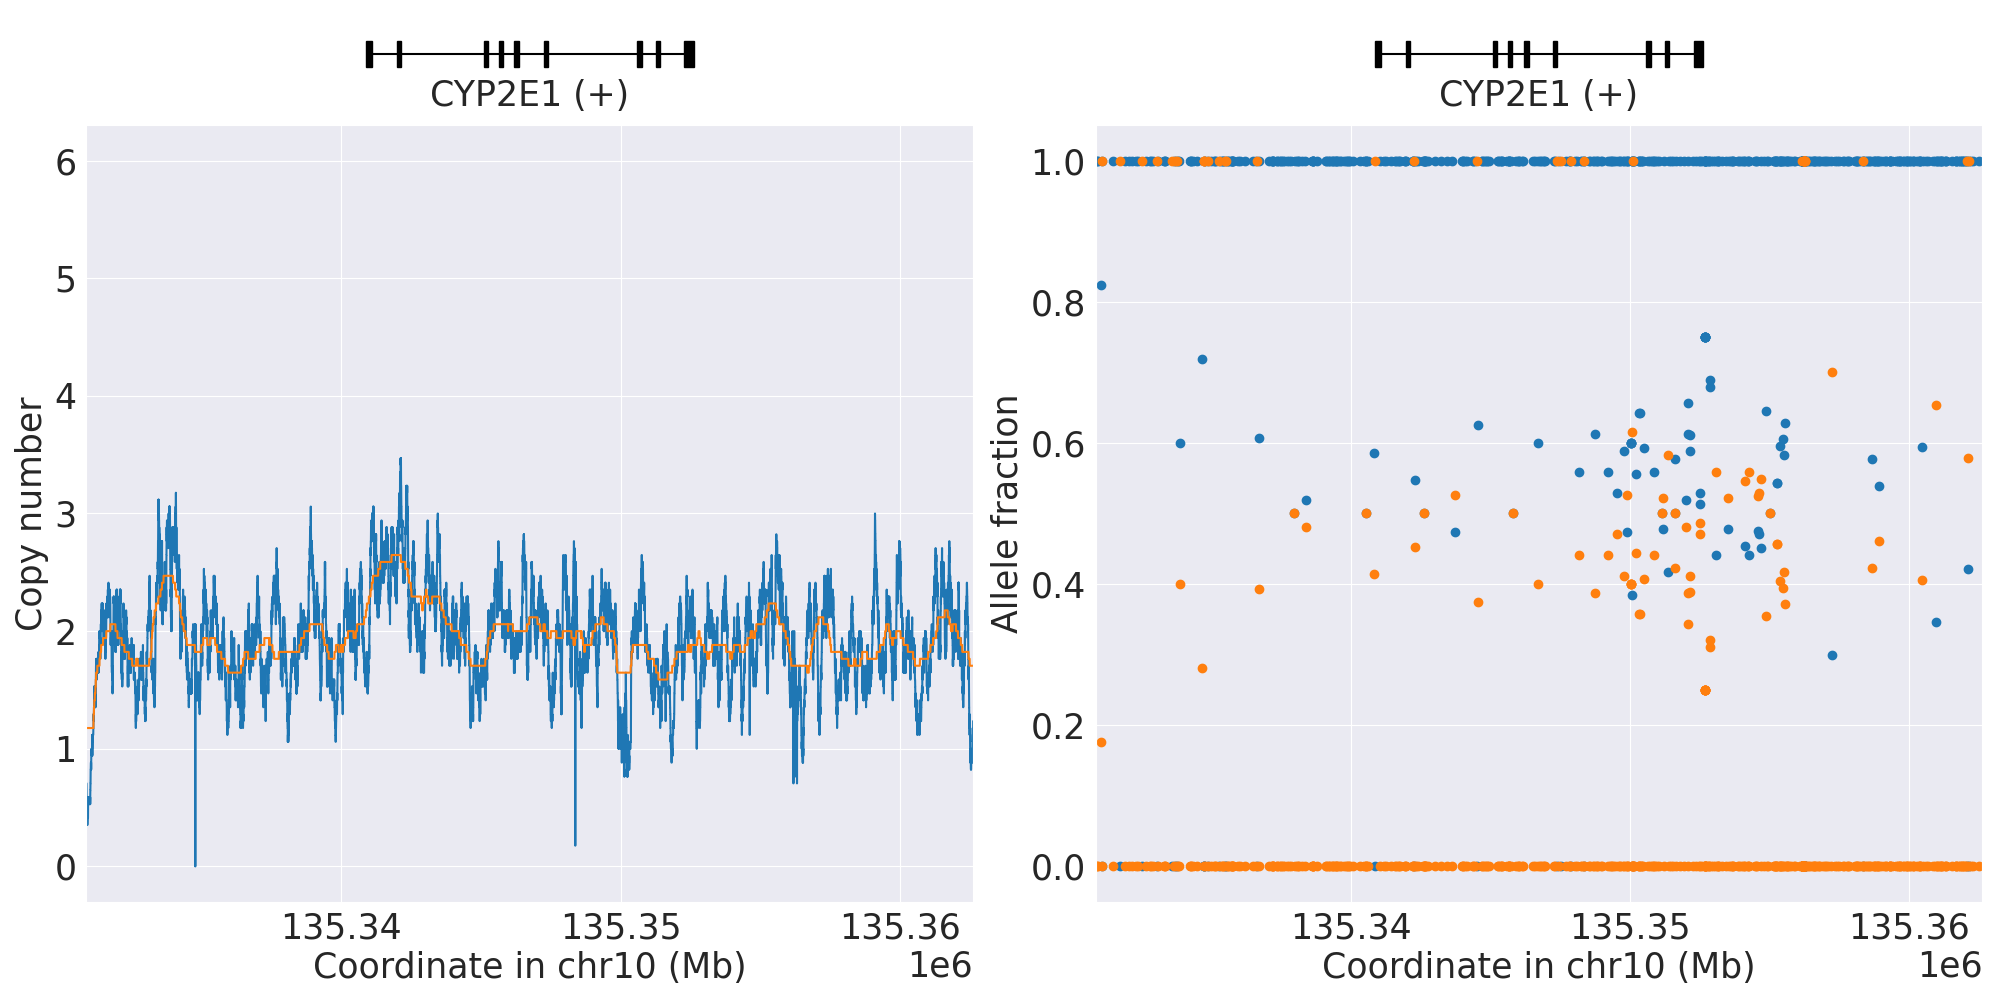 CYP2E1 (+)
6
5
4
3
2
1
0
Copy number
135.34 135.35 135.36
Coordinate in chr10 (Mb)
1e6
CYP2E1 (+)
1.0
0.8
0.6
0.4
0.2
0.0
Allele fraction
135.34 135.35 135.36
Coordinate in chr10 (Mb)
1e6